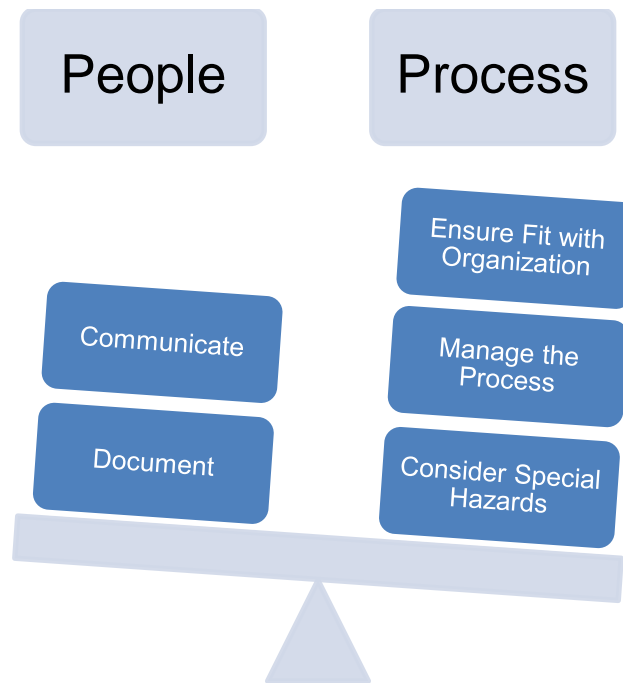 People
Process
Ensure Fit with
Organization
Communicate
Manage the
Process
Document
Consider Special
Hazards